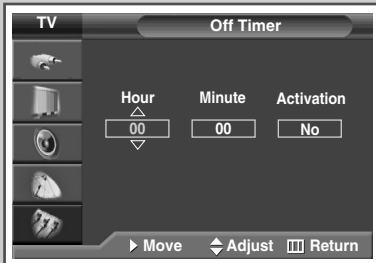 TV Off Timer
Hour Minute Activation
00 00 No
Move Adjust Return